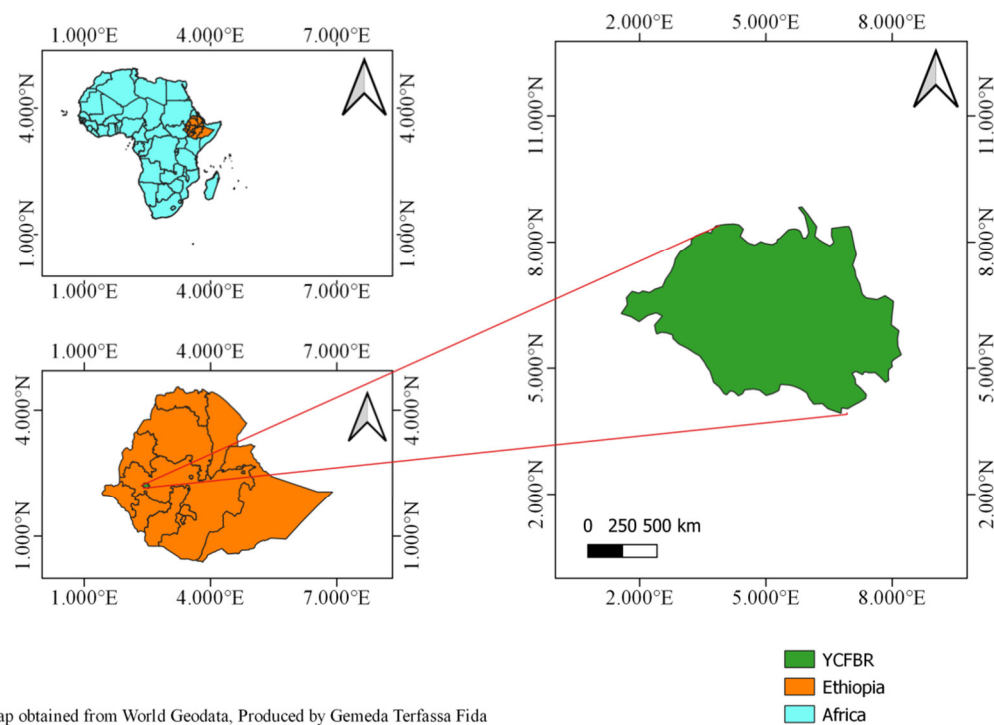 1.000°E 4.000°E 7.000°E
4.000°N
4.000°N
1.000°N
1.000°N
1.000°E 4.000°E 7.000°E
1.000°E 4.000°E 7.000°E
4.000°N
4.000°N
1.000°N
1.000°N
1.000°E 4.000°E 7.000°E
2.000°E 5.000°E 8.000°E
11.000°N
11.000°N
8.000°N
8.000°N
5.000°N
5.000°N
2.000°N
2.000°N
0 250 500 km
2.000°E 5.000°E 8.000°E
YCFBR
Ethiopia
Africa
ap obtained from World Geodata, Produced by Gemeda Terfassa Fida